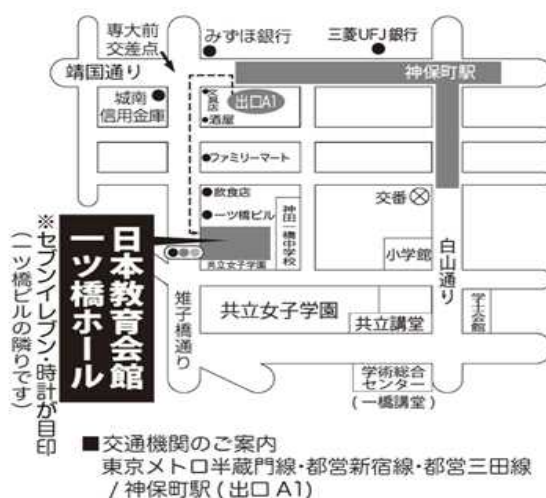 専大前
交差点
みずほ銀行
三菱UFJ銀行
靖国通り
神保町駅
城南
信用金庫
文具店
出口A1
酒屋
ファミリーマート
飲食店
一ツ橋ビル
神田一橋中学校
交番
小学館
白山通り
日本教育会館
一ツ橋ホール
※セブンイレブン・時計が目印
(一ツ橋ビルの隣りです)
共立女子学園
雉子橋通り
共立女子学園
共立講堂
学士会館
学術総合
センター
(一橋講堂)
■交通機関のご案内
東京メトロ半蔵門線・都営新宿線・都営三田線
/ 神保町駅 ( 出口 A1)